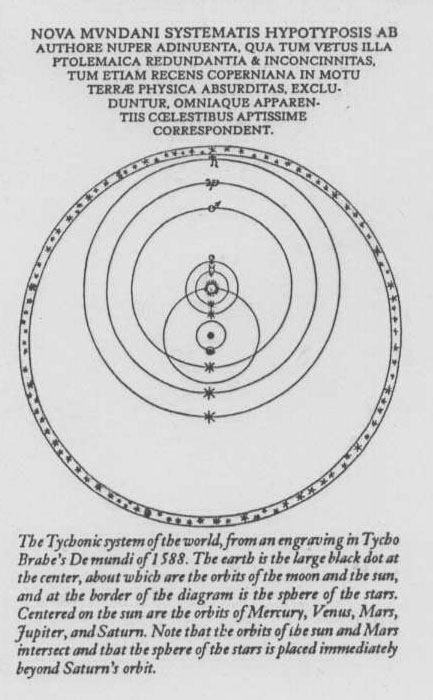 NOVA MVNDANI SYSTEMATIS HYPOTYPOSIS AB
AUTHORE NUPER ADINUENTA, QUA TUM VETUS ILLA
PTOLEMAICA REDUNDANTIA & INCONCINNITAS,
TUM ETIAM RECENS COPERNIANA IN MOTU
TERRÆ PHYSICA ABSURDITAS, EXCLU-
DUNTUR, OMNIAQUE APPAREN-
TIIS CŒLESTIBUS APTISSIME
CORRESPONDENT.
♄
♃
♂
♀
☿
The Tychonic system of the world, from an engraving in Tycho
Brahe's De mundi of 1588. The earth is the large black dot at
the center, about which are the orbits of the moon and the sun,
and at the border of the diagram is the sphere of the stars.
Centered on the sun are the orbits of Mercury, Venus, Mars,
Jupiter, and Saturn. Note that the orbits of the sun and Mars
intersect and that the sphere of the stars is placed immediately
beyond Saturn's orbit.